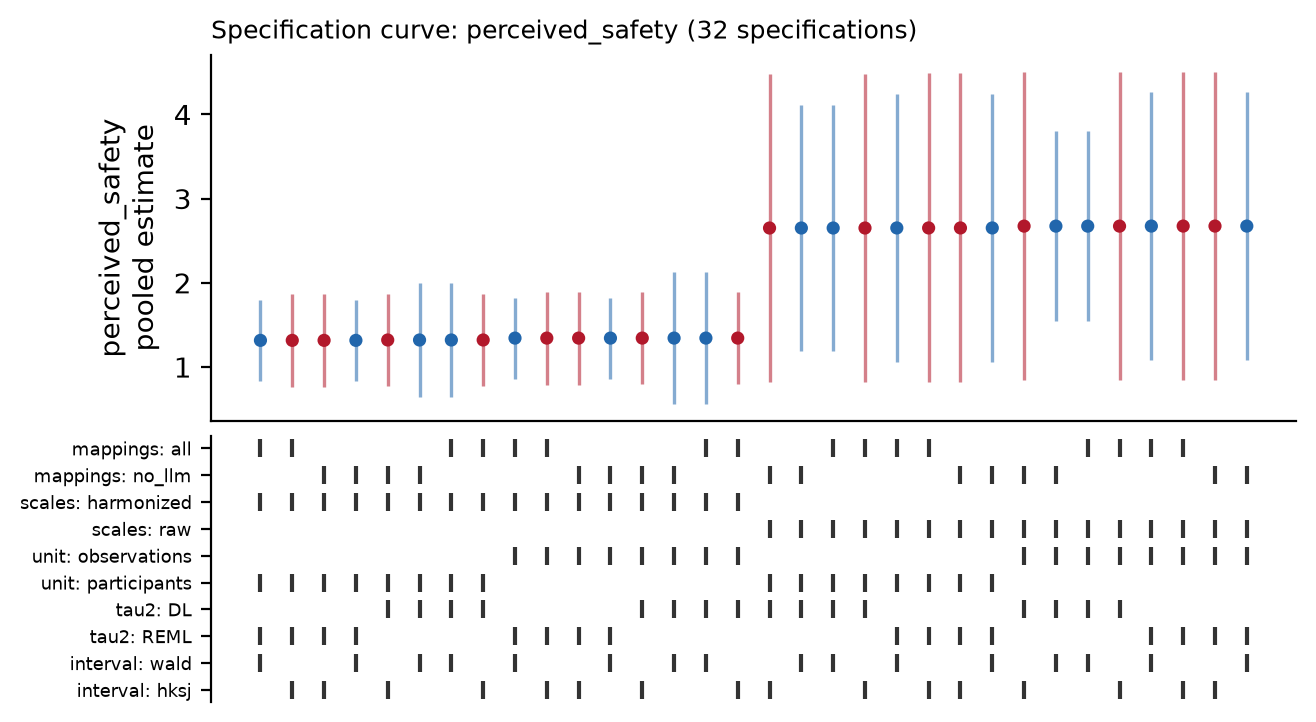 Specification curve: perceived_safety (32 specifications)
perceived_safety
pooled estimate
4
3
2
1
mappings: all
mappings: no_llm
scales: harmonized
scales: raw
unit: observations
unit: participants
tau2: DL
tau2: REML
interval: wald
interval: hksj